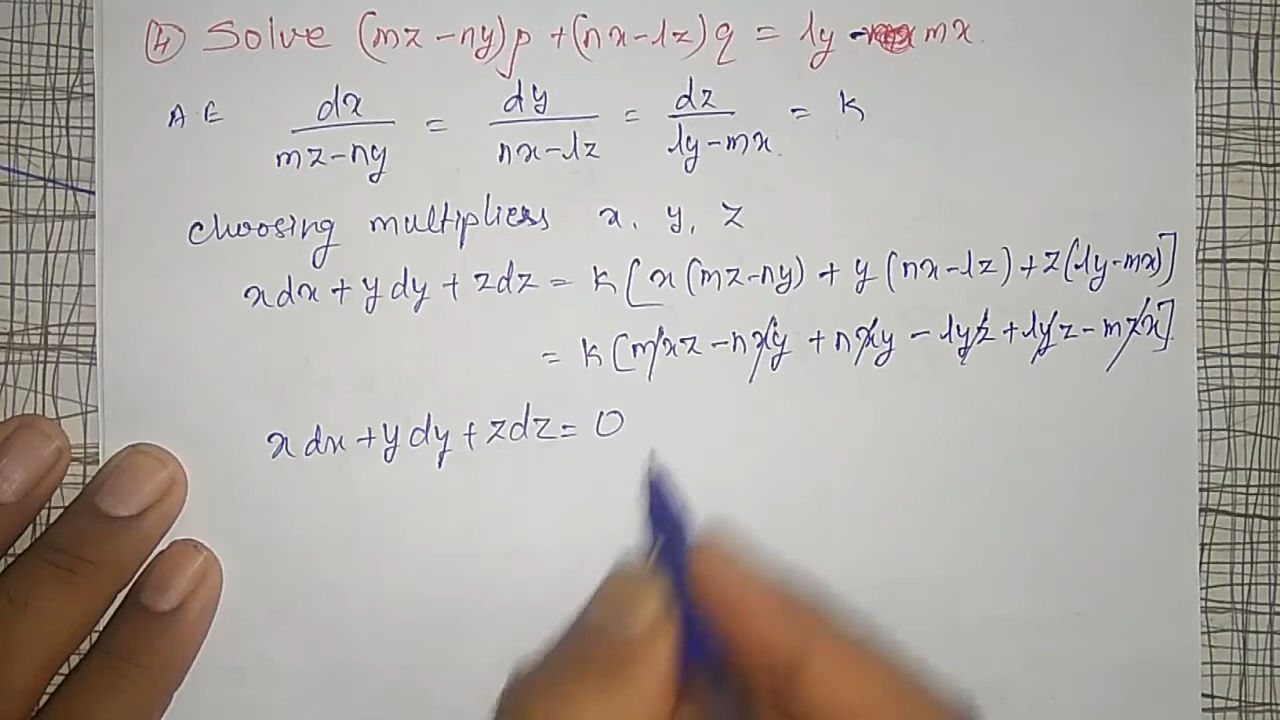 ④ Solve (mz-ny)p + (nx-lz)q = ly - mx.
A E dx/mz-ny = dy/nx-lz = dz/ly-mx. = k
choosing multipliers x, y, z
xdx + ydy + zdz = k[x(mz-ny) + y(nx-lz) + z(ly-mx)]
= k[mxz - nxy + nxy - lyz + lyz - mzx]
xdx + ydy + zdz = 0